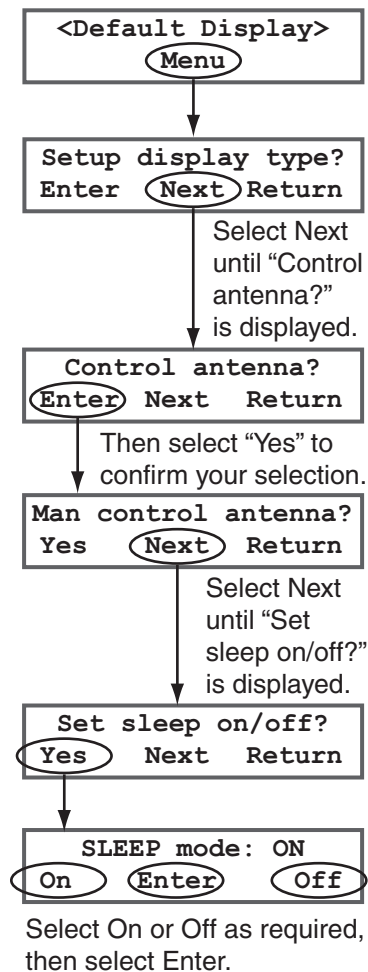 <Default Display>
Menu
Setup display type?
Enter Next Return
Select Next
until “Control
antenna?”
is displayed.
Control antenna?
Enter Next Return
Then select “Yes” to
confirm your selection.
Man control antenna?
Yes Next Return
Select Next
until “Set
sleep on/off?”
is displayed.
Set sleep on/off?
Yes Next Return
SLEEP mode: ON
On Enter Off
Select On or Off as required,
then select Enter.